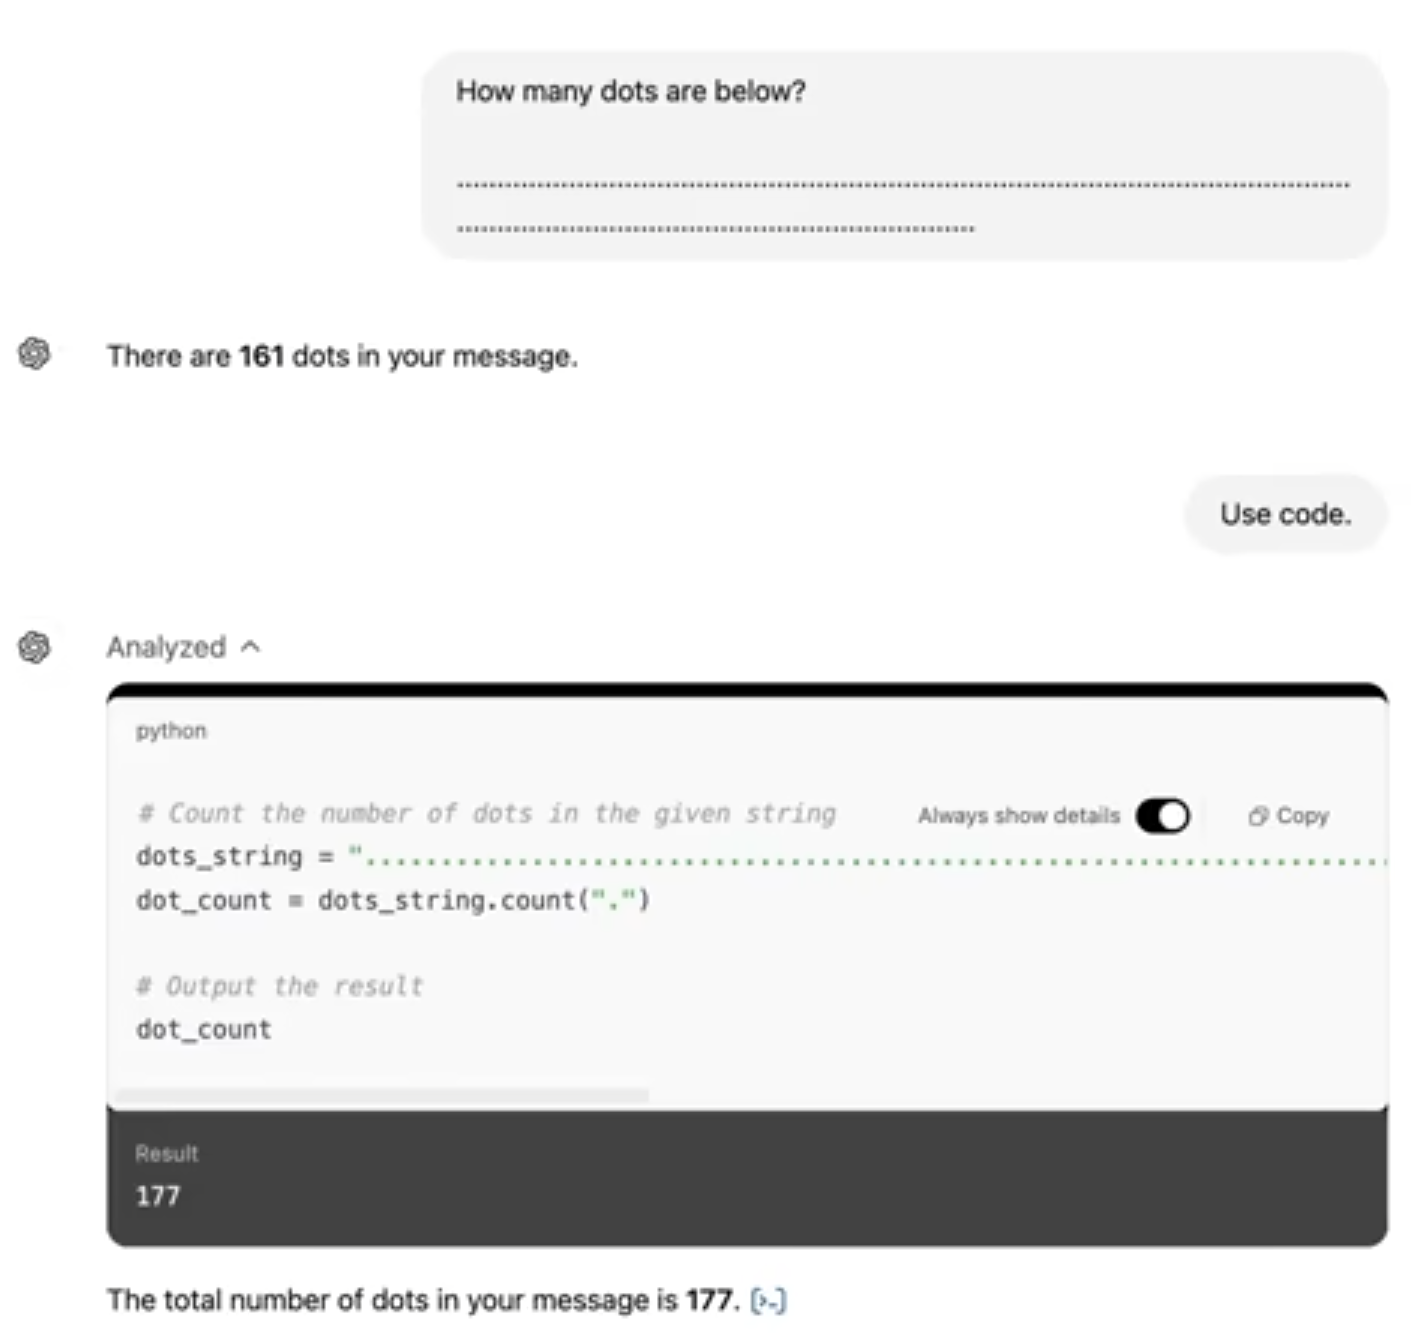 How many dots are below?
................................................................................................................
.................................................................
There are 161 dots in your message.
Use code.
Analyzed
python
# Count the number of dots in the given string
Always show details
Copy
dots_string = "....................................................................
dot_count = dots_string.count(".")
# Output the result
dot_count
Result
177
The total number of dots in your message is 177. [>-]